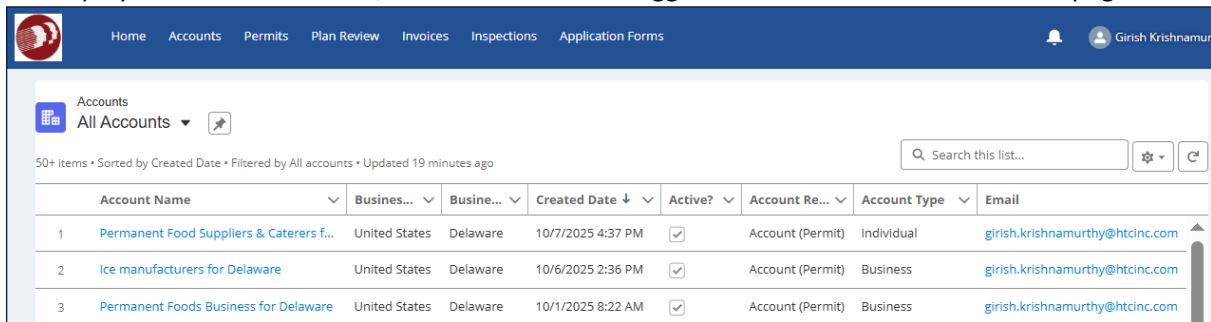 Home Accounts Permits Plan Review Invoices Inspections Application Forms Girish Krishnamur
Accounts
All Accounts
50+ items • Sorted by Created Date • Filtered by All accounts • Updated 19 minutes ago
Search this list...
Account Name Busines... Busine... Created Date Active? Account Re... Account Type Email
1 Permanent Food Suppliers & Caterers f... United States Delaware 10/7/2025 4:37 PM Account (Permit) Individual girish.krishnamurthy@htcinc.com
2 Ice manufacturers for Delaware United States Delaware 10/6/2025 2:36 PM Account (Permit) Business girish.krishnamurthy@htcinc.com
3 Permanent Foods Business for Delaware United States Delaware 10/1/2025 8:22 AM Account (Permit) Business girish.krishnamurthy@htcinc.com